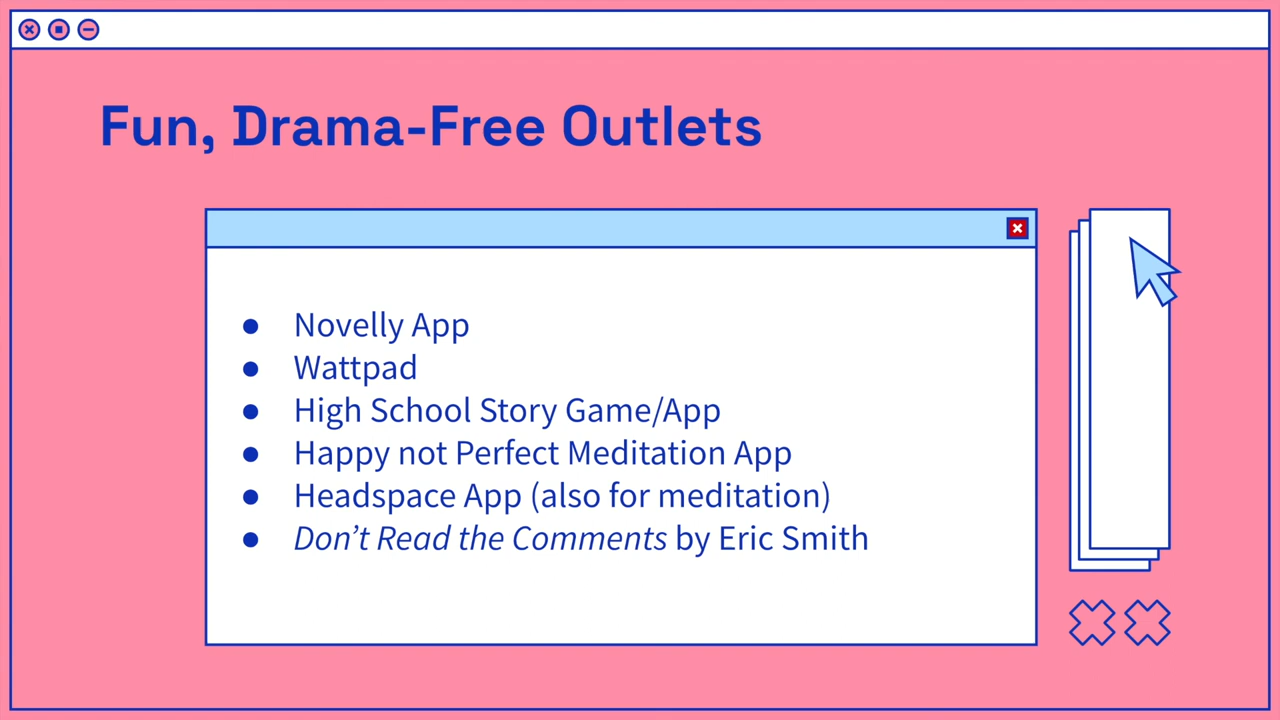 Fun, Drama-Free Outlets
● Novelly App
● Wattpad
● High School Story Game/App
● Happy not Perfect Meditation App
● Headspace App (also for meditation)
● Don’t Read the Comments by Eric Smith